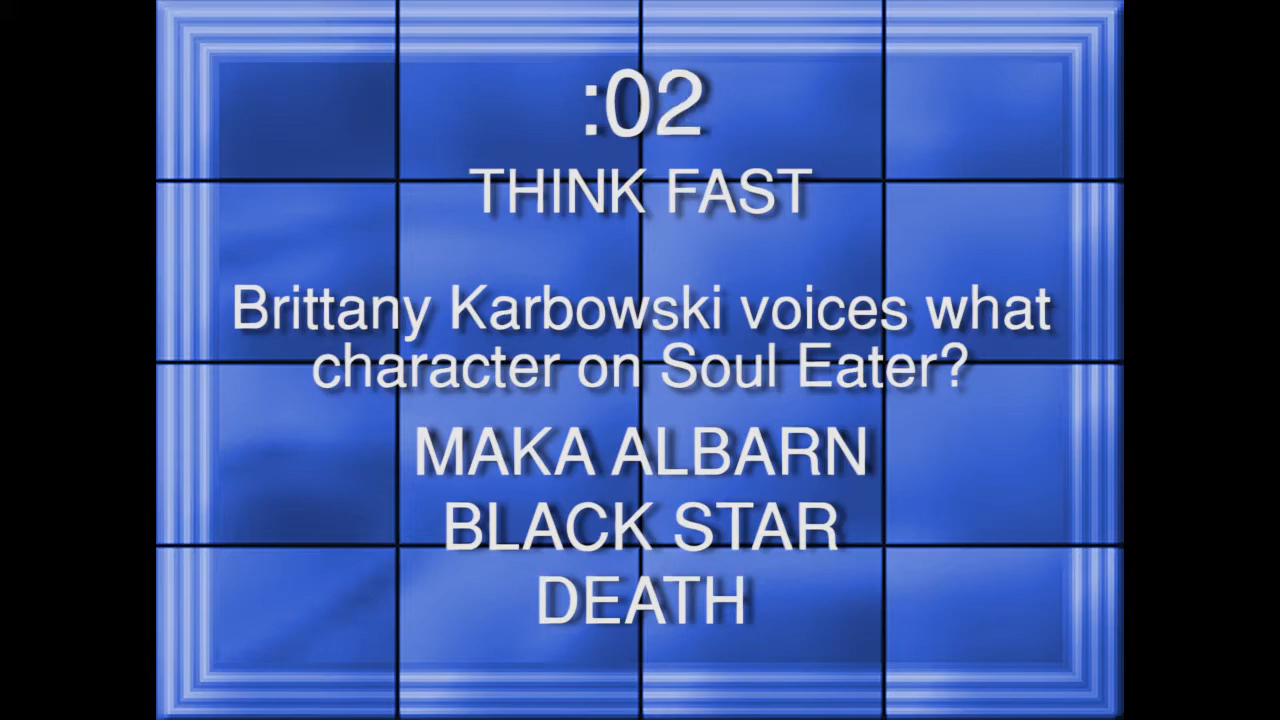 :02
THINK FAST
Brittany Karbowski voices what
character on Soul Eater?
MAKA ALBARN
BLACK STAR
DEATH